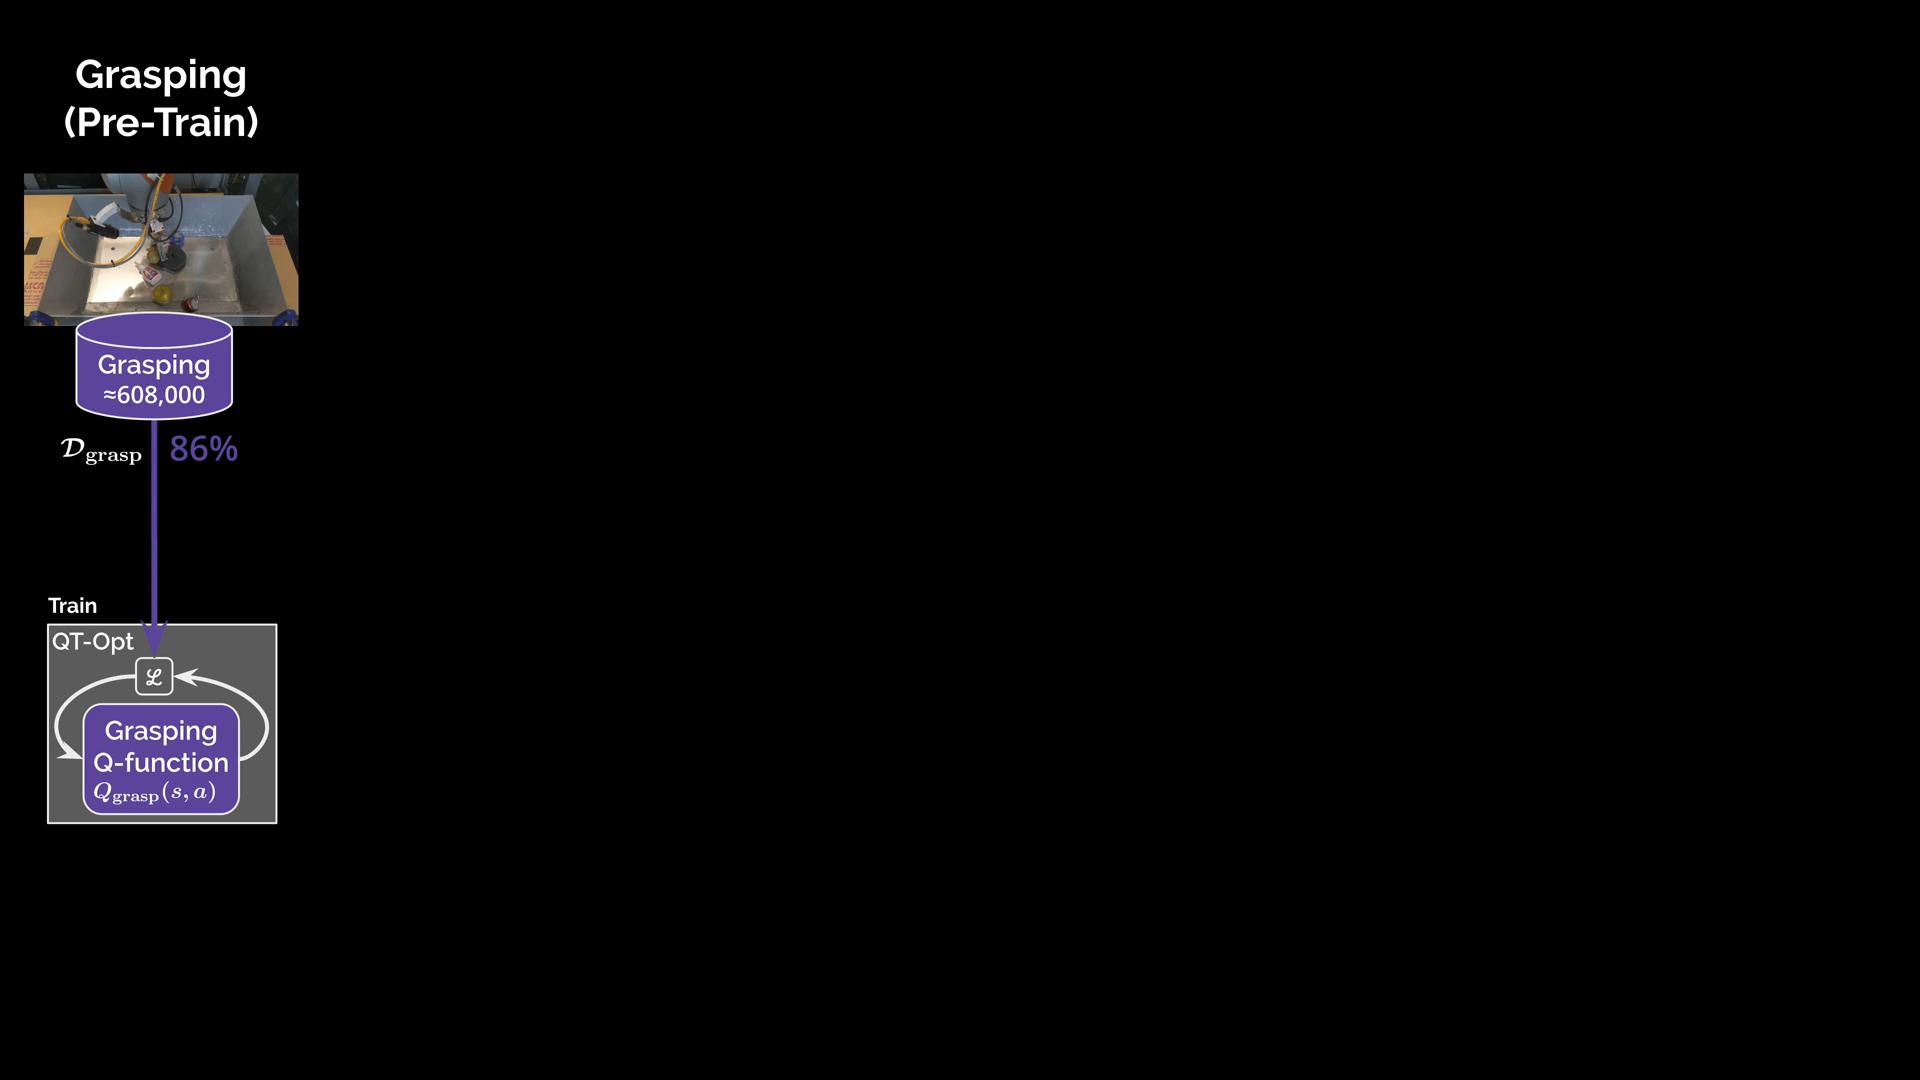 Grasping
(Pre-Train)
Grasping
≈608,000
𝒟grasp
86%
Train
QT-Opt
ℒ
Grasping
Q-function
Qgrasp(s, a)